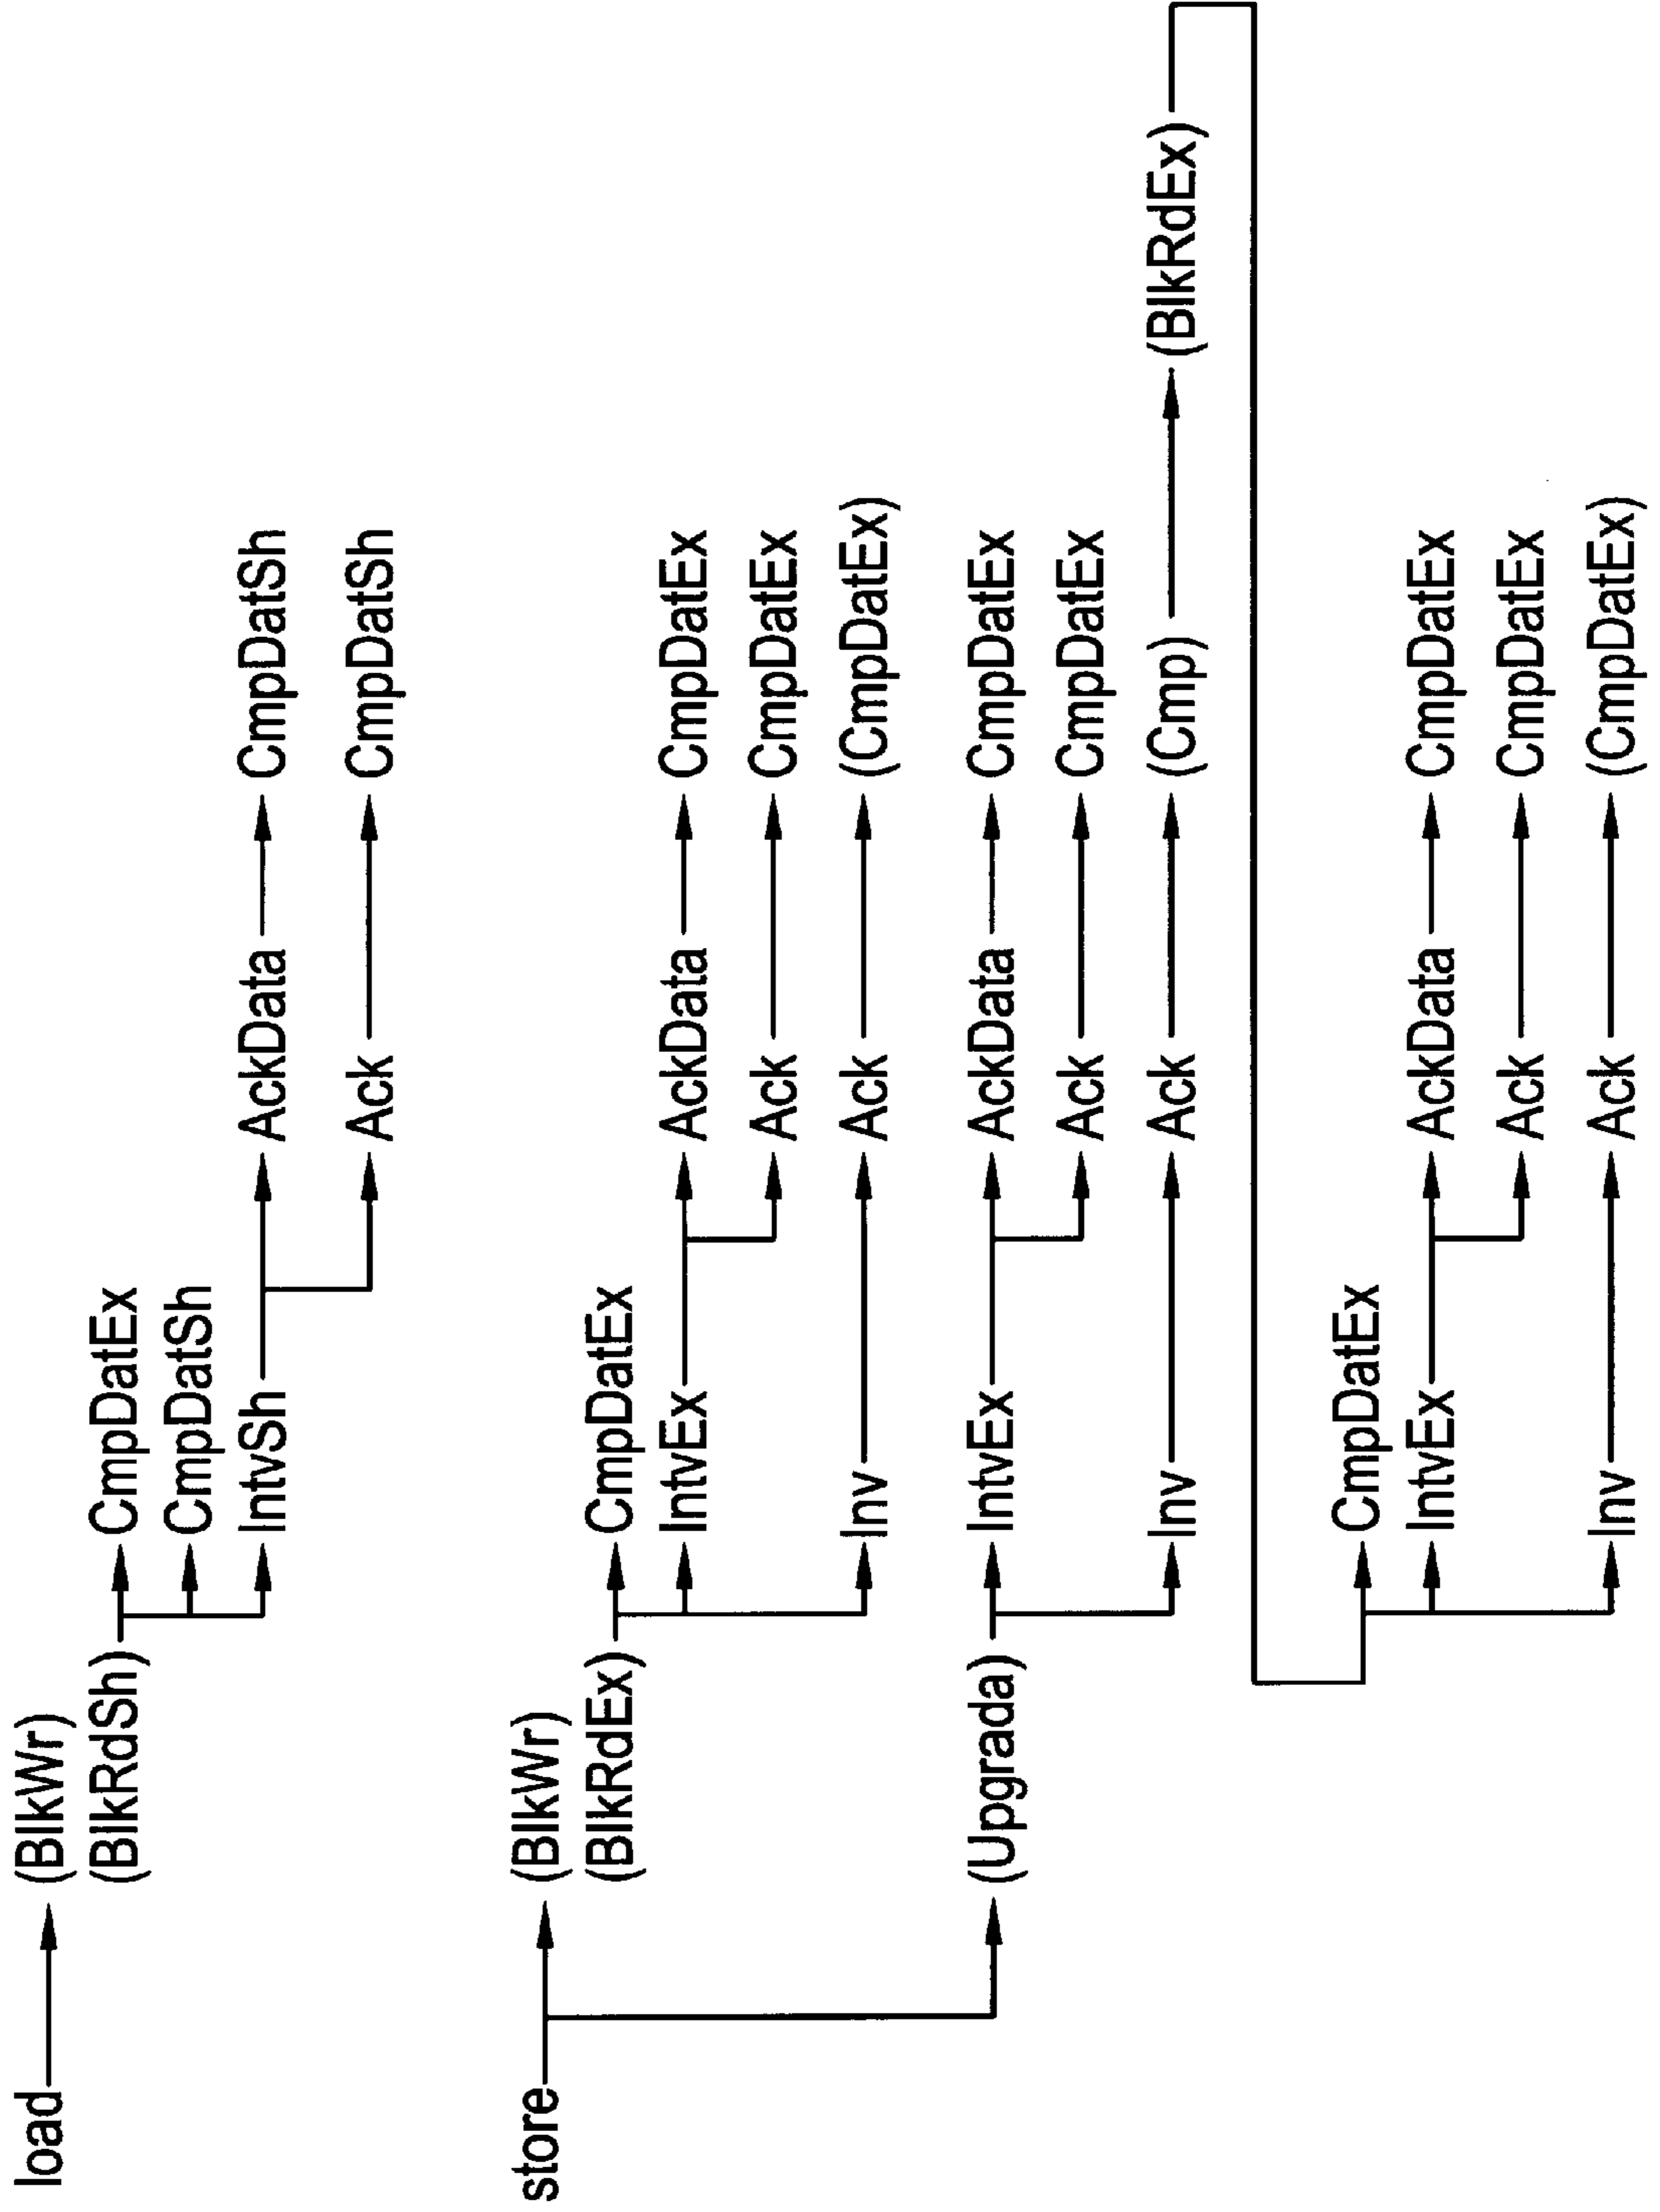 load (BlkWr)
(BlkRdSh) CmpDatEx
CmpDatSh
IntvSh AckData CmpDatSh
Ack CmpDatSh
store (BlkWr)
(BlkRdEx) CmpDatEx
IntvEx AckData CmpDatEx
Ack CmpDatEx
Inv Ack (CmpDatEx)
(Upgrada) IntvEx AckData CmpDatEx
Ack CmpDatEx
Inv Ack (Cmp) (BlkRdEx)
CmpDatEx
IntvEx AckData CmpDatEx
Ack CmpDatEx
Inv Ack (CmpDatEx)